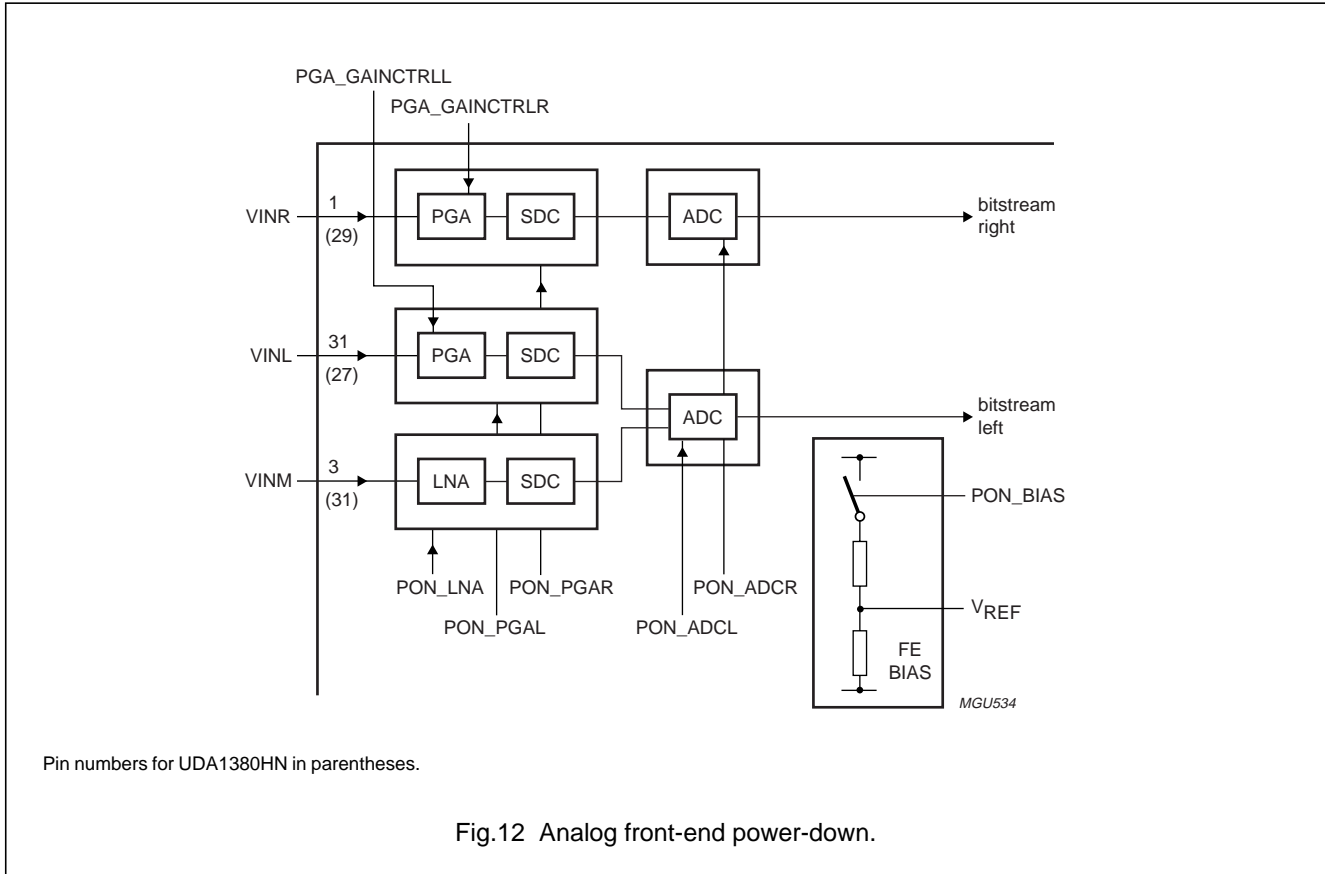 PGA_GAINCTRLL
PGA_GAINCTRLR
VINR
1
(29)
PGA
SDC
ADC
bitstream
right
VINL
31
(27)
PGA
SDC
ADC
bitstream
left
VINM
3
(31)
LNA
SDC
PON_LNA
PON_PGAR
PON_PGAL
PON_ADCR
PON_ADCL
PON_BIAS
VREF
FE
BIAS
MGU534
Pin numbers for UDA1380HN in parentheses.
Fig.12 Analog front-end power-down.